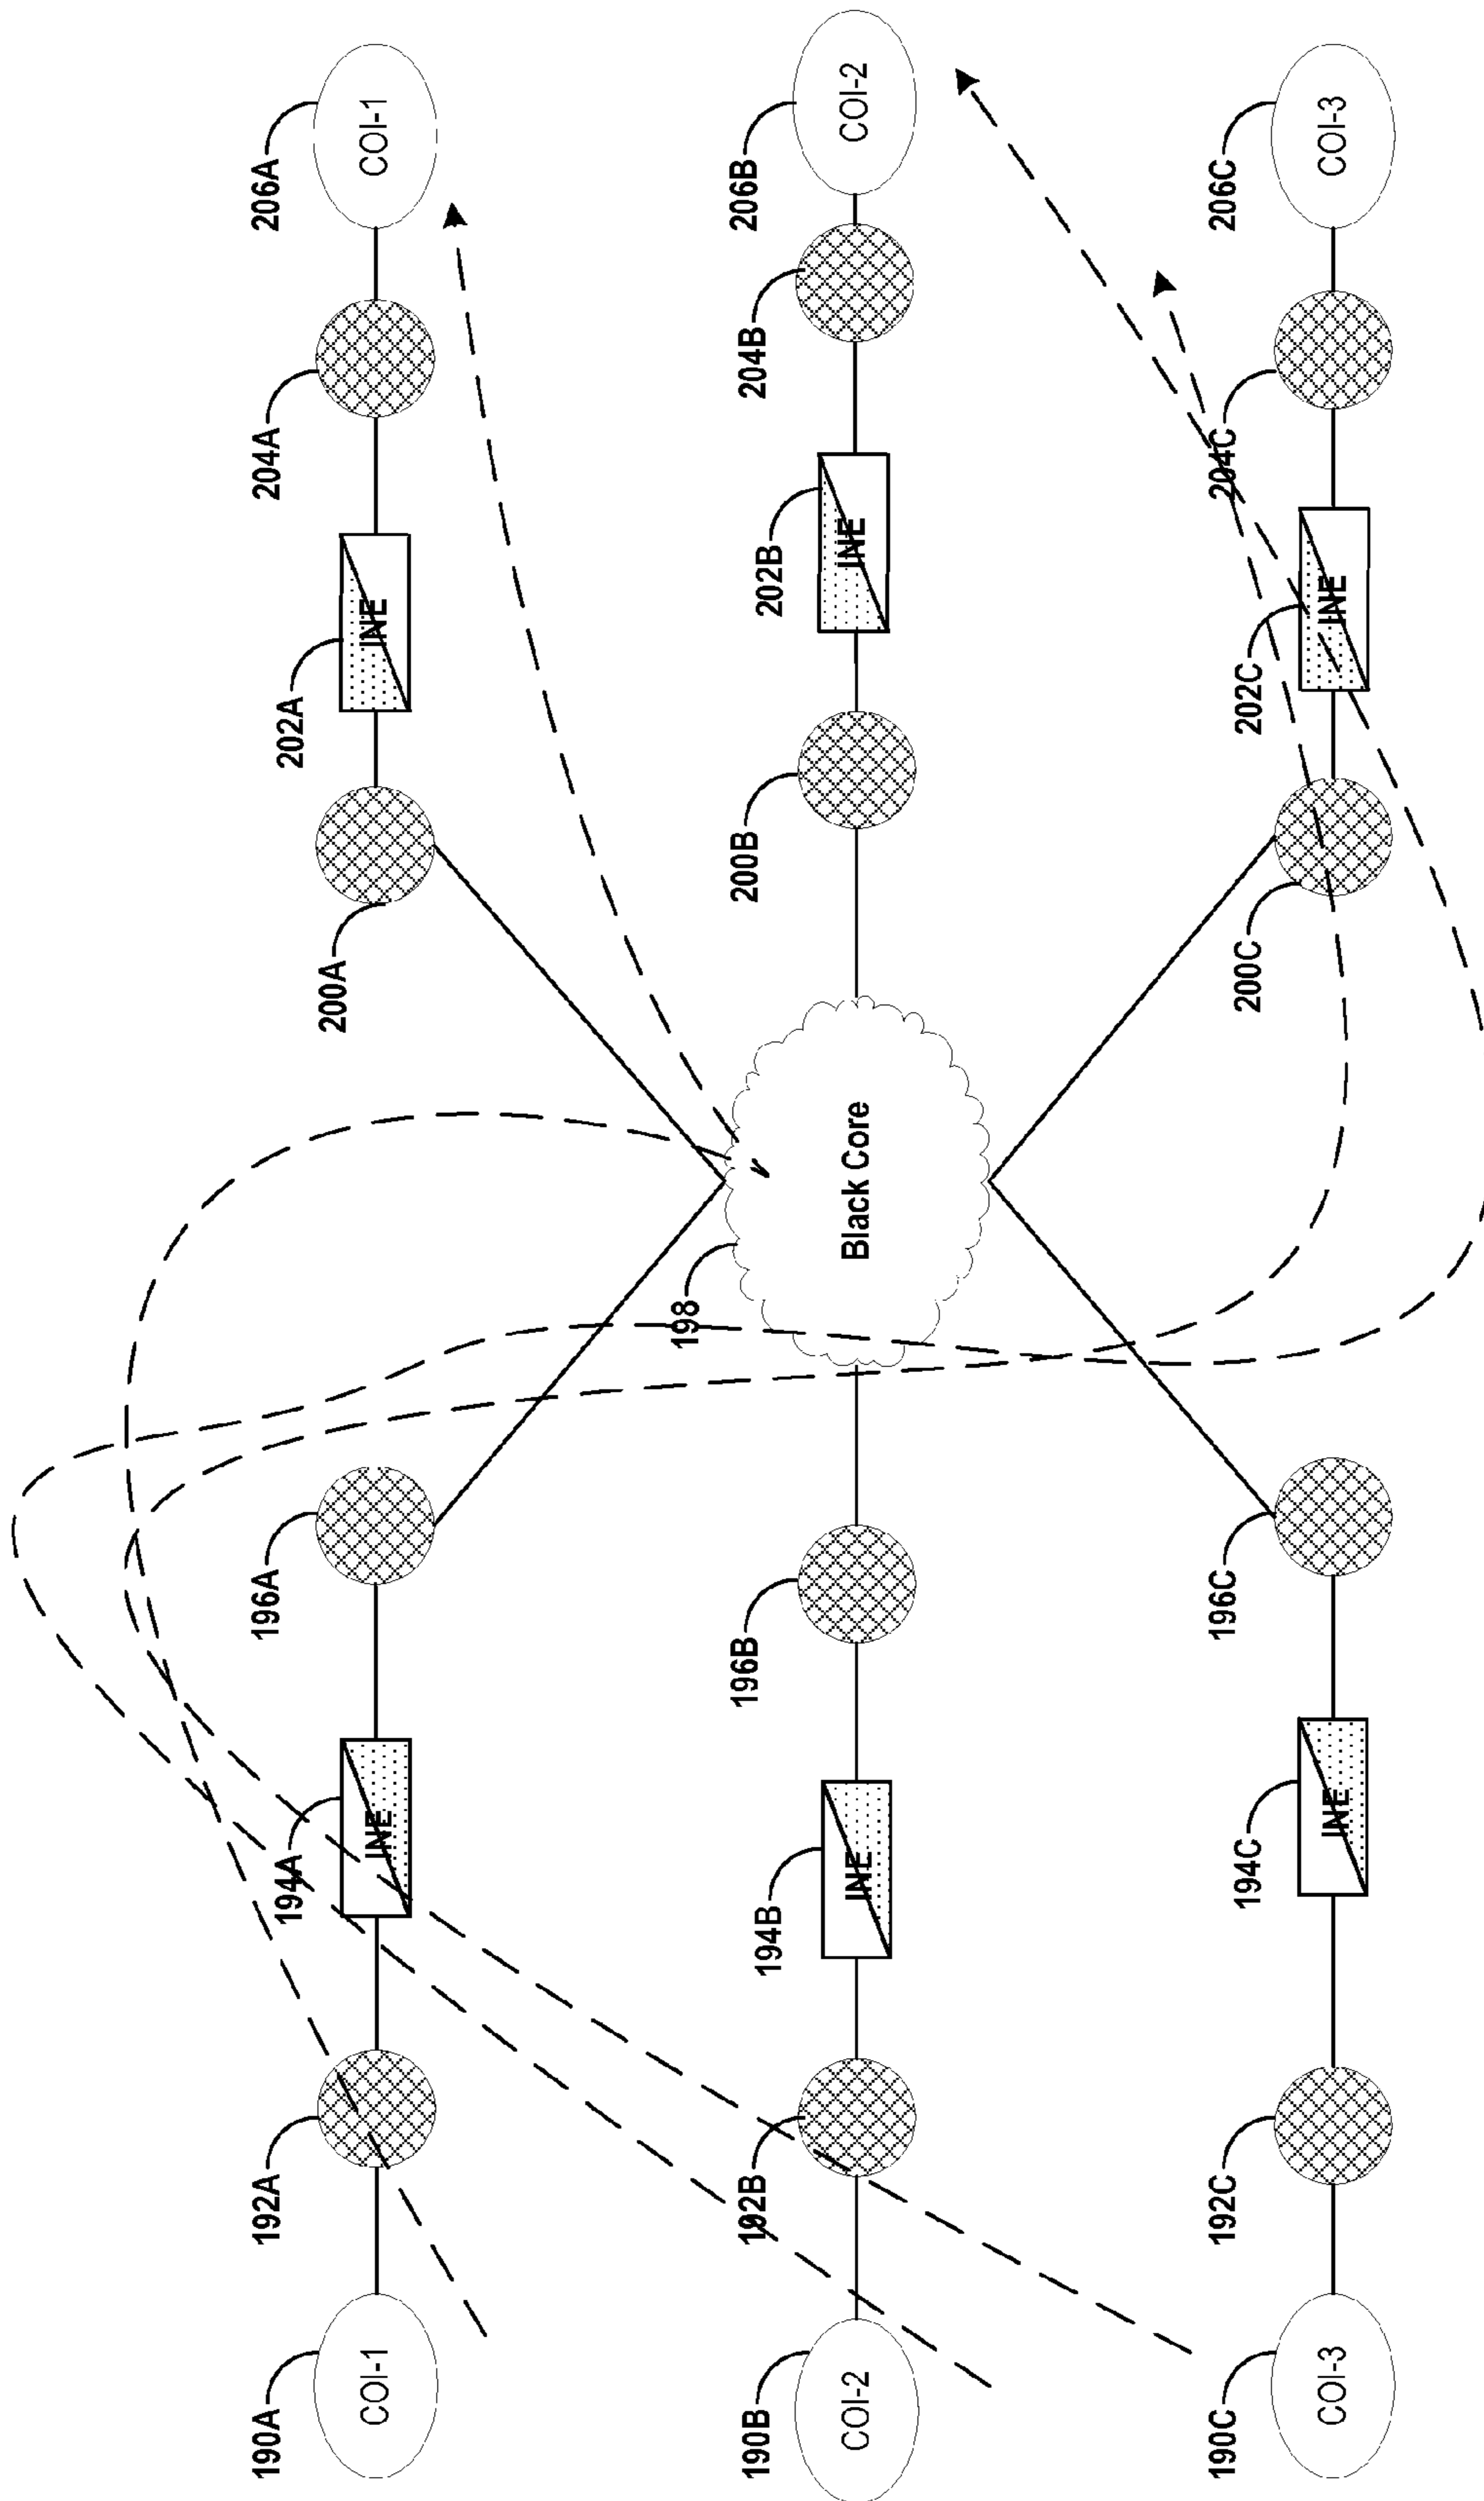 190A
COI-1
192A
194A
INE
196A
200A
202A
INE
204A
206A
COI-1
190B
COI-2
192B
194B
INE
196B
198
Black Core
200B
202B
INE
204B
206B
COI-2
190C
COI-3
192C
194C
INE
196C
200C
202C
INE
204C
206C
COI-3